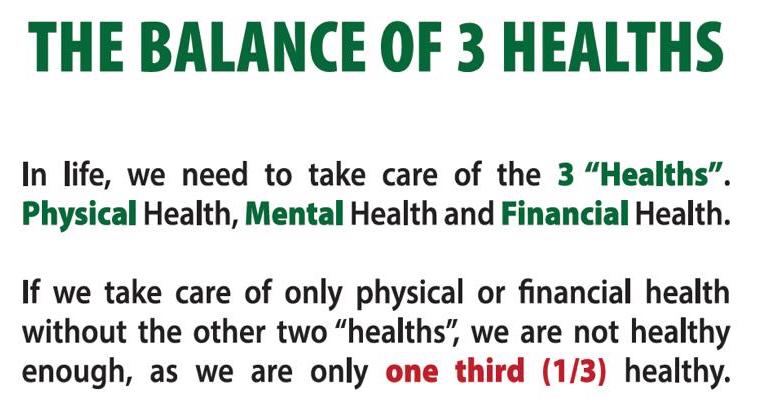 THE BALANCE OF 3 HEALTHS
In life, we need to take care of the 3 “Healths”.
Physical Health, Mental Health and Financial Health.
If we take care of only physical or financial health
without the other two “healths”, we are not healthy
enough, as we are only one third (1/3) healthy.